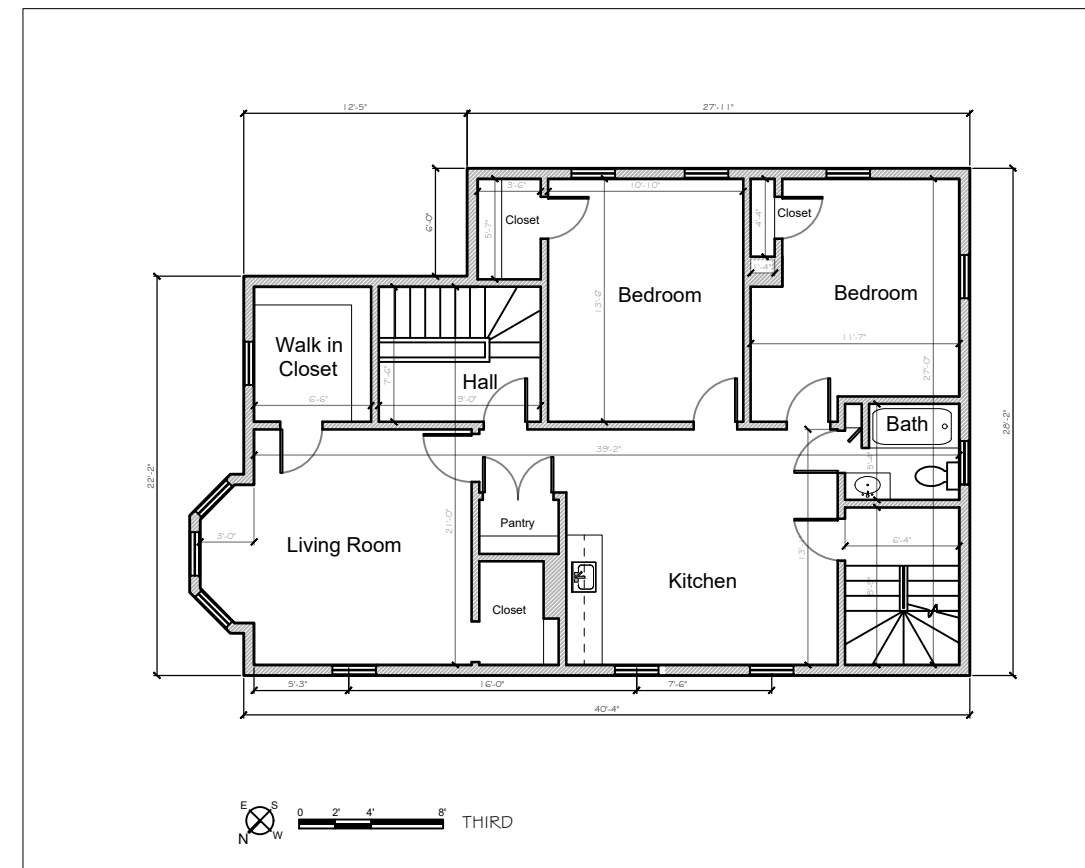 12'-5"
27'-11"
6'-0"
3'-6"
10'-10"
Closet
5'-7"
4'-4"
Closet
Bedroom
13'-6"
Bedroom
11'-7"
27'-0"
28'-2"
Walk in
Closet
6'-6"
7'-6"
Hall
9'-0"
Bath
5'-4"
39'-2"
22'-2"
3'-0"
Living Room
21'-0"
Pantry
Kitchen
6'-4"
Closet
5'-3"
16'-0"
7'-6"
40'-4"
E S
N W
0 2' 4' 8'
THIRD